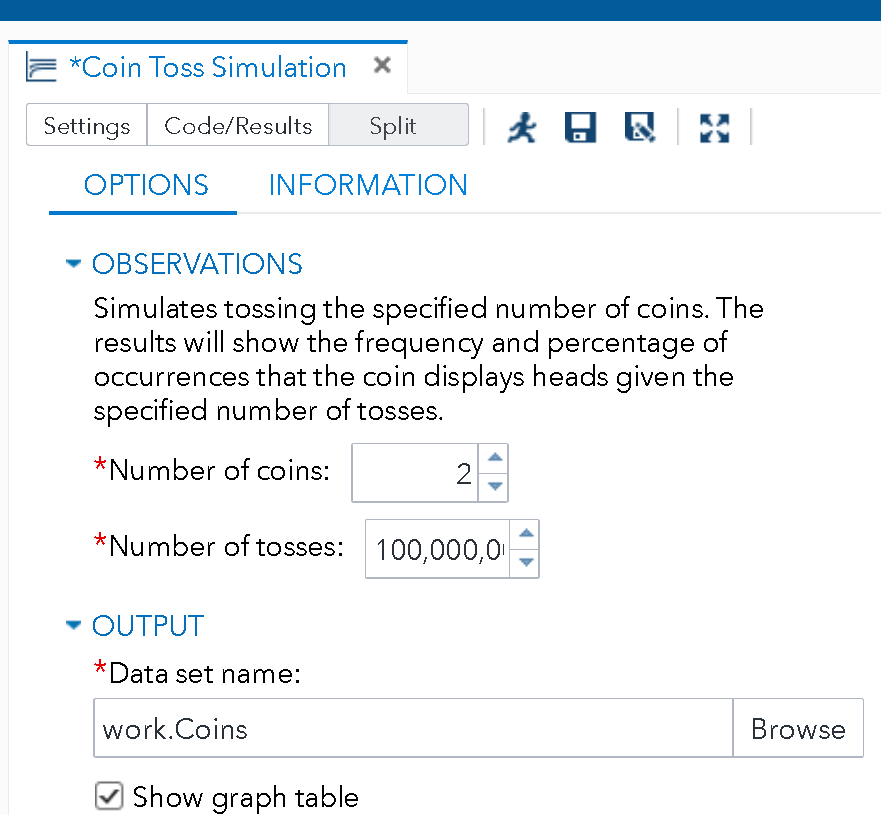 *Coin Toss Simulation
Settings Code/Results Split
OPTIONS INFORMATION
OBSERVATIONS
Simulates tossing the specified number of coins. The
results will show the frequency and percentage of
occurrences that the coin displays heads given the
specified number of tosses.
*Number of coins: 2
*Number of tosses: 100,000,0
OUTPUT
*Data set name:
work.Coins Browse
Show graph table